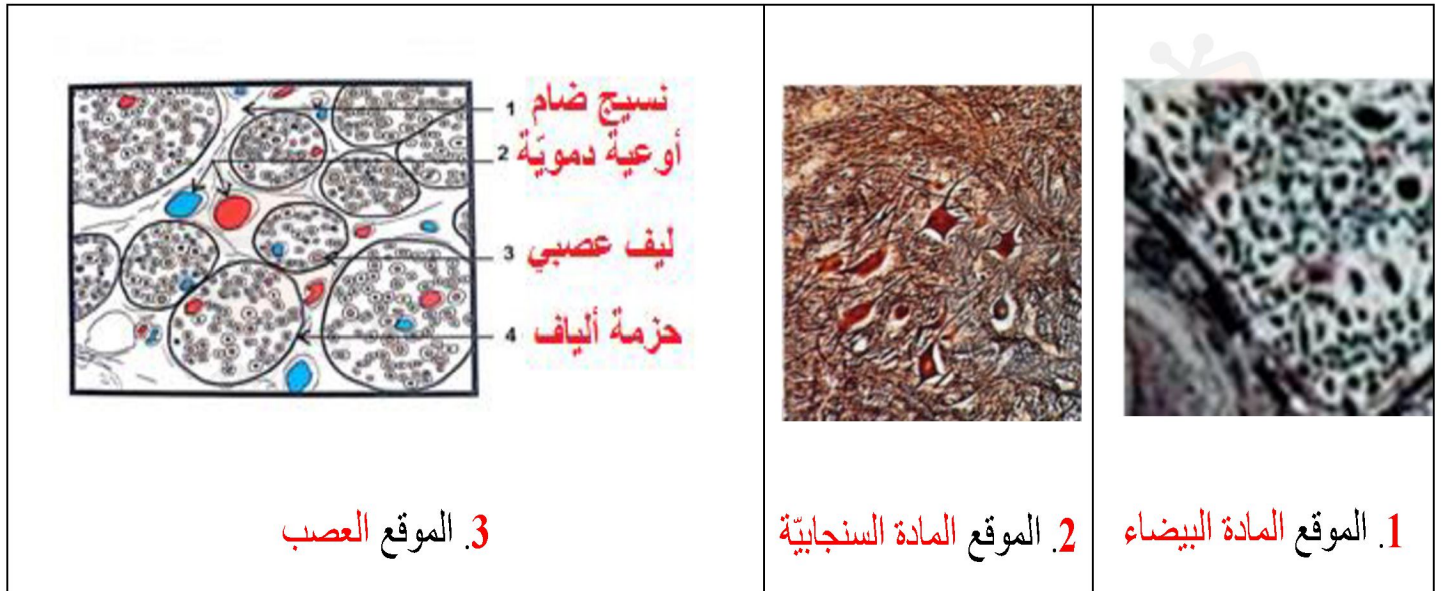 1 نسيج ضام
2 أوعية دمويّة
3 ليف عصبي
4 حزمة ألياف
1. الموقع المادة البيضاء
2. الموقع المادة السنجابيّة
3. الموقع العصب